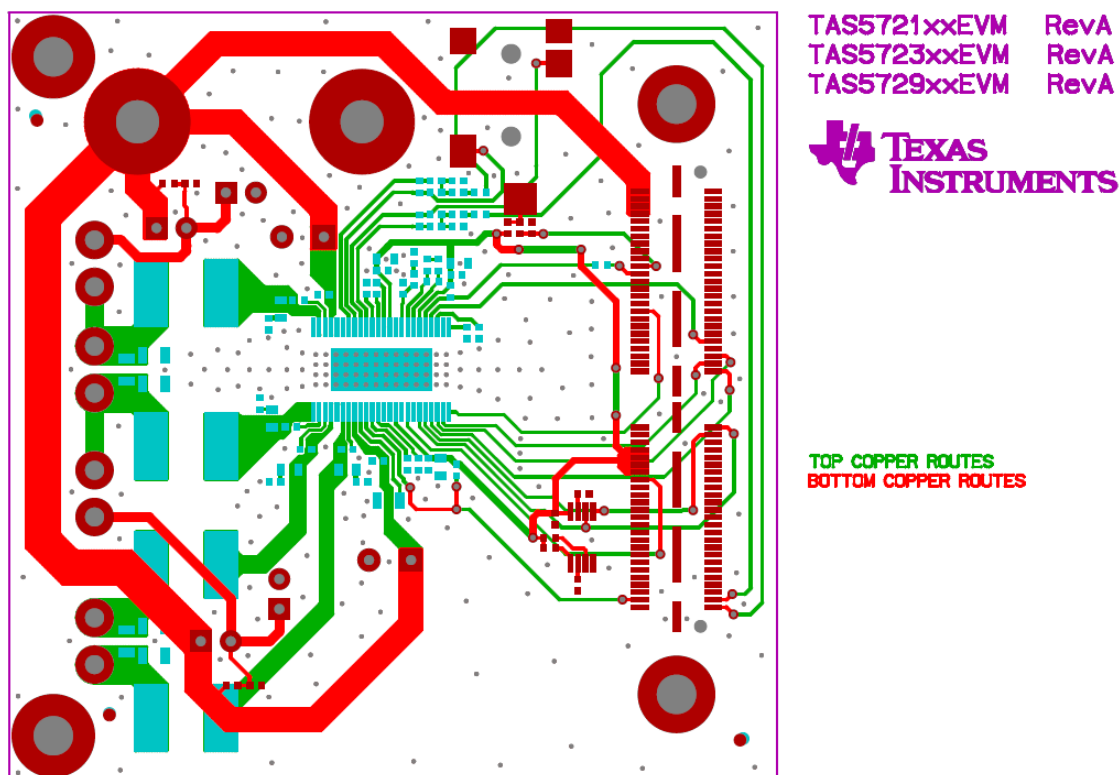 TAS5721xxEVM RevA
TAS5723xxEVM RevA
TAS5729xxEVM RevA
TEXAS
INSTRUMENTS
TOP COPPER ROUTES
BOTTOM COPPER ROUTES